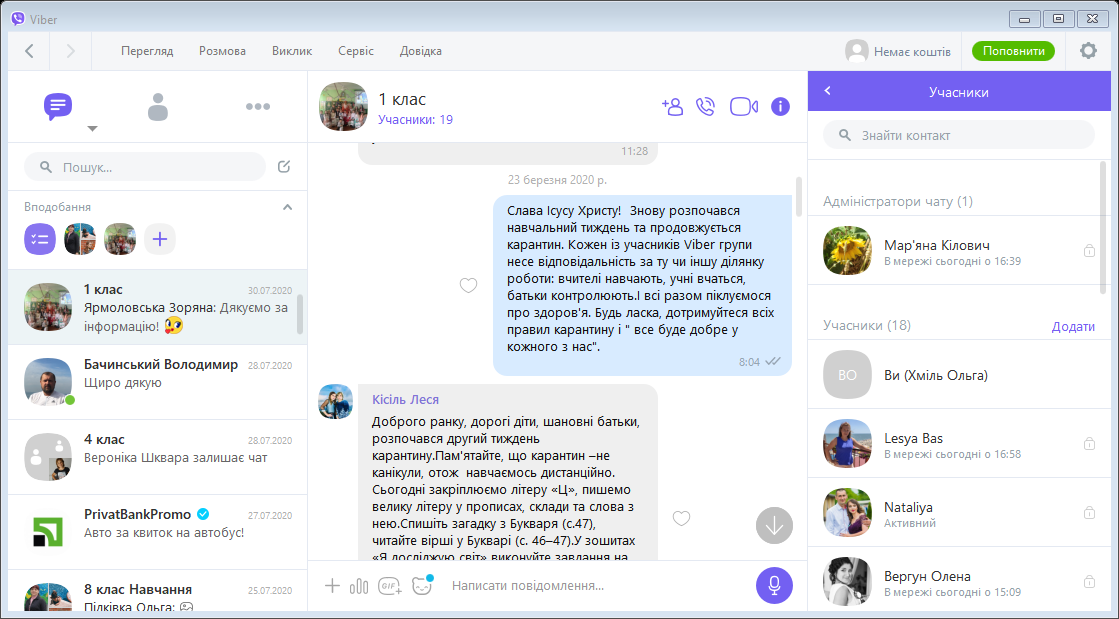 Viber
Перегляд Розмова Виклик Сервіс Довідка
Немає коштів
Поповнити
Пошук...
Вподобання
1 клас 30.07.2020
Ярмоловська Зоряна: Дякуємо за
інформацію!
Бачинський Володимир 28.07.2020
Щиро дякую
4 клас 28.07.2020
Вероніка Шквара залишає чат
PrivatBankPromo 27.07.2020
Авто за квиток на автобус!
8 клас Навчання 25.07.2020
Підківка Ольга:
1 клас
Учасники: 19
11:28
23 березня 2020 р.
Слава Ісусу Христу! Знову розпочався
навчальний тиждень та продовжується
карантин. Кожен із учасників Viber групи
несе відповідальність за ту чи іншу ділянку
роботи: вчителі навчають, учні вчаться,
батьки контролюють.І всі разом піклуємося
про здоров'я. Будь ласка, дотримуйтеся всіх
правил карантину і " все буде добре у
кожного з нас".
8:04
Кісіль Леся
Доброго ранку, дорогі діти, шановні батьки,
розпочався другий тиждень
карантину.Пам'ятайте, що карантин –не
канікули, отож навчаємось дистанційно.
Сьогодні закріплюємо літеру «Ц», пишемо
велику літеру у прописах, склади та слова з
нею.Спишіть загадку з Букваря (с.47),
читайте вірші у Букварі (с. 46–47).У зошитах
«Я досліджую світ» виконуйте завдання на
GIF
Написати повідомлення...
Учасники
Знайти контакт
Адміністратори чату (1)
Мар'яна Кілович
В мережі сьогодні о 16:39
Учасники (18)
Додати
ВО
Ви (Хміль Ольга)
Lesya Bas
В мережі сьогодні о 16:58
Nataliya
Активний
Вергун Олена
В мережі сьогодні о 15:09